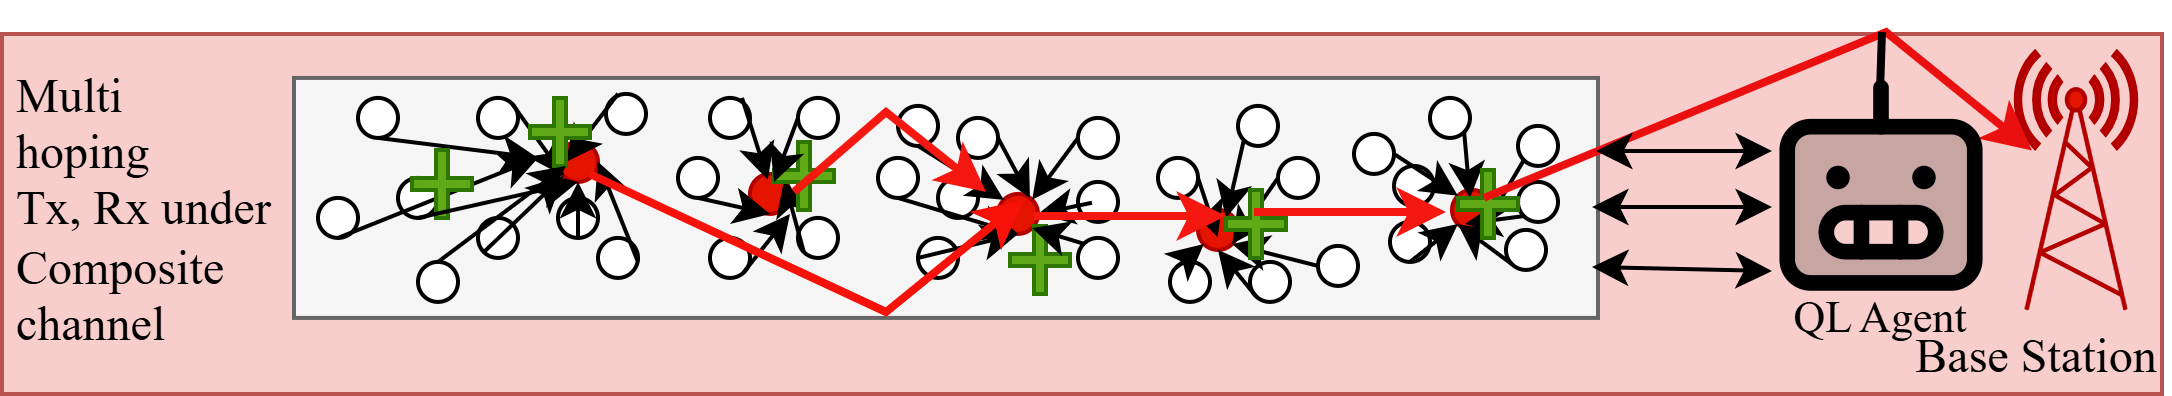 Multi
hoping
Tx, Rx under
Composite
channel
QL Agent
Base Station